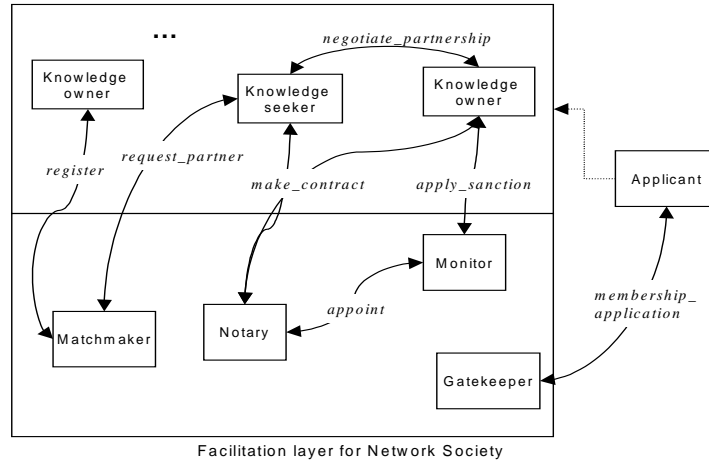 ...
negotiate_partnership
Knowledge
owner
Knowledge
seeker
Knowledge
owner
register
request_partner
make_contract
apply_sanction
Applicant
Monitor
membership_
application
appoint
Matchmaker
Notary
Gatekeeper
Facilitation layer for Network Society